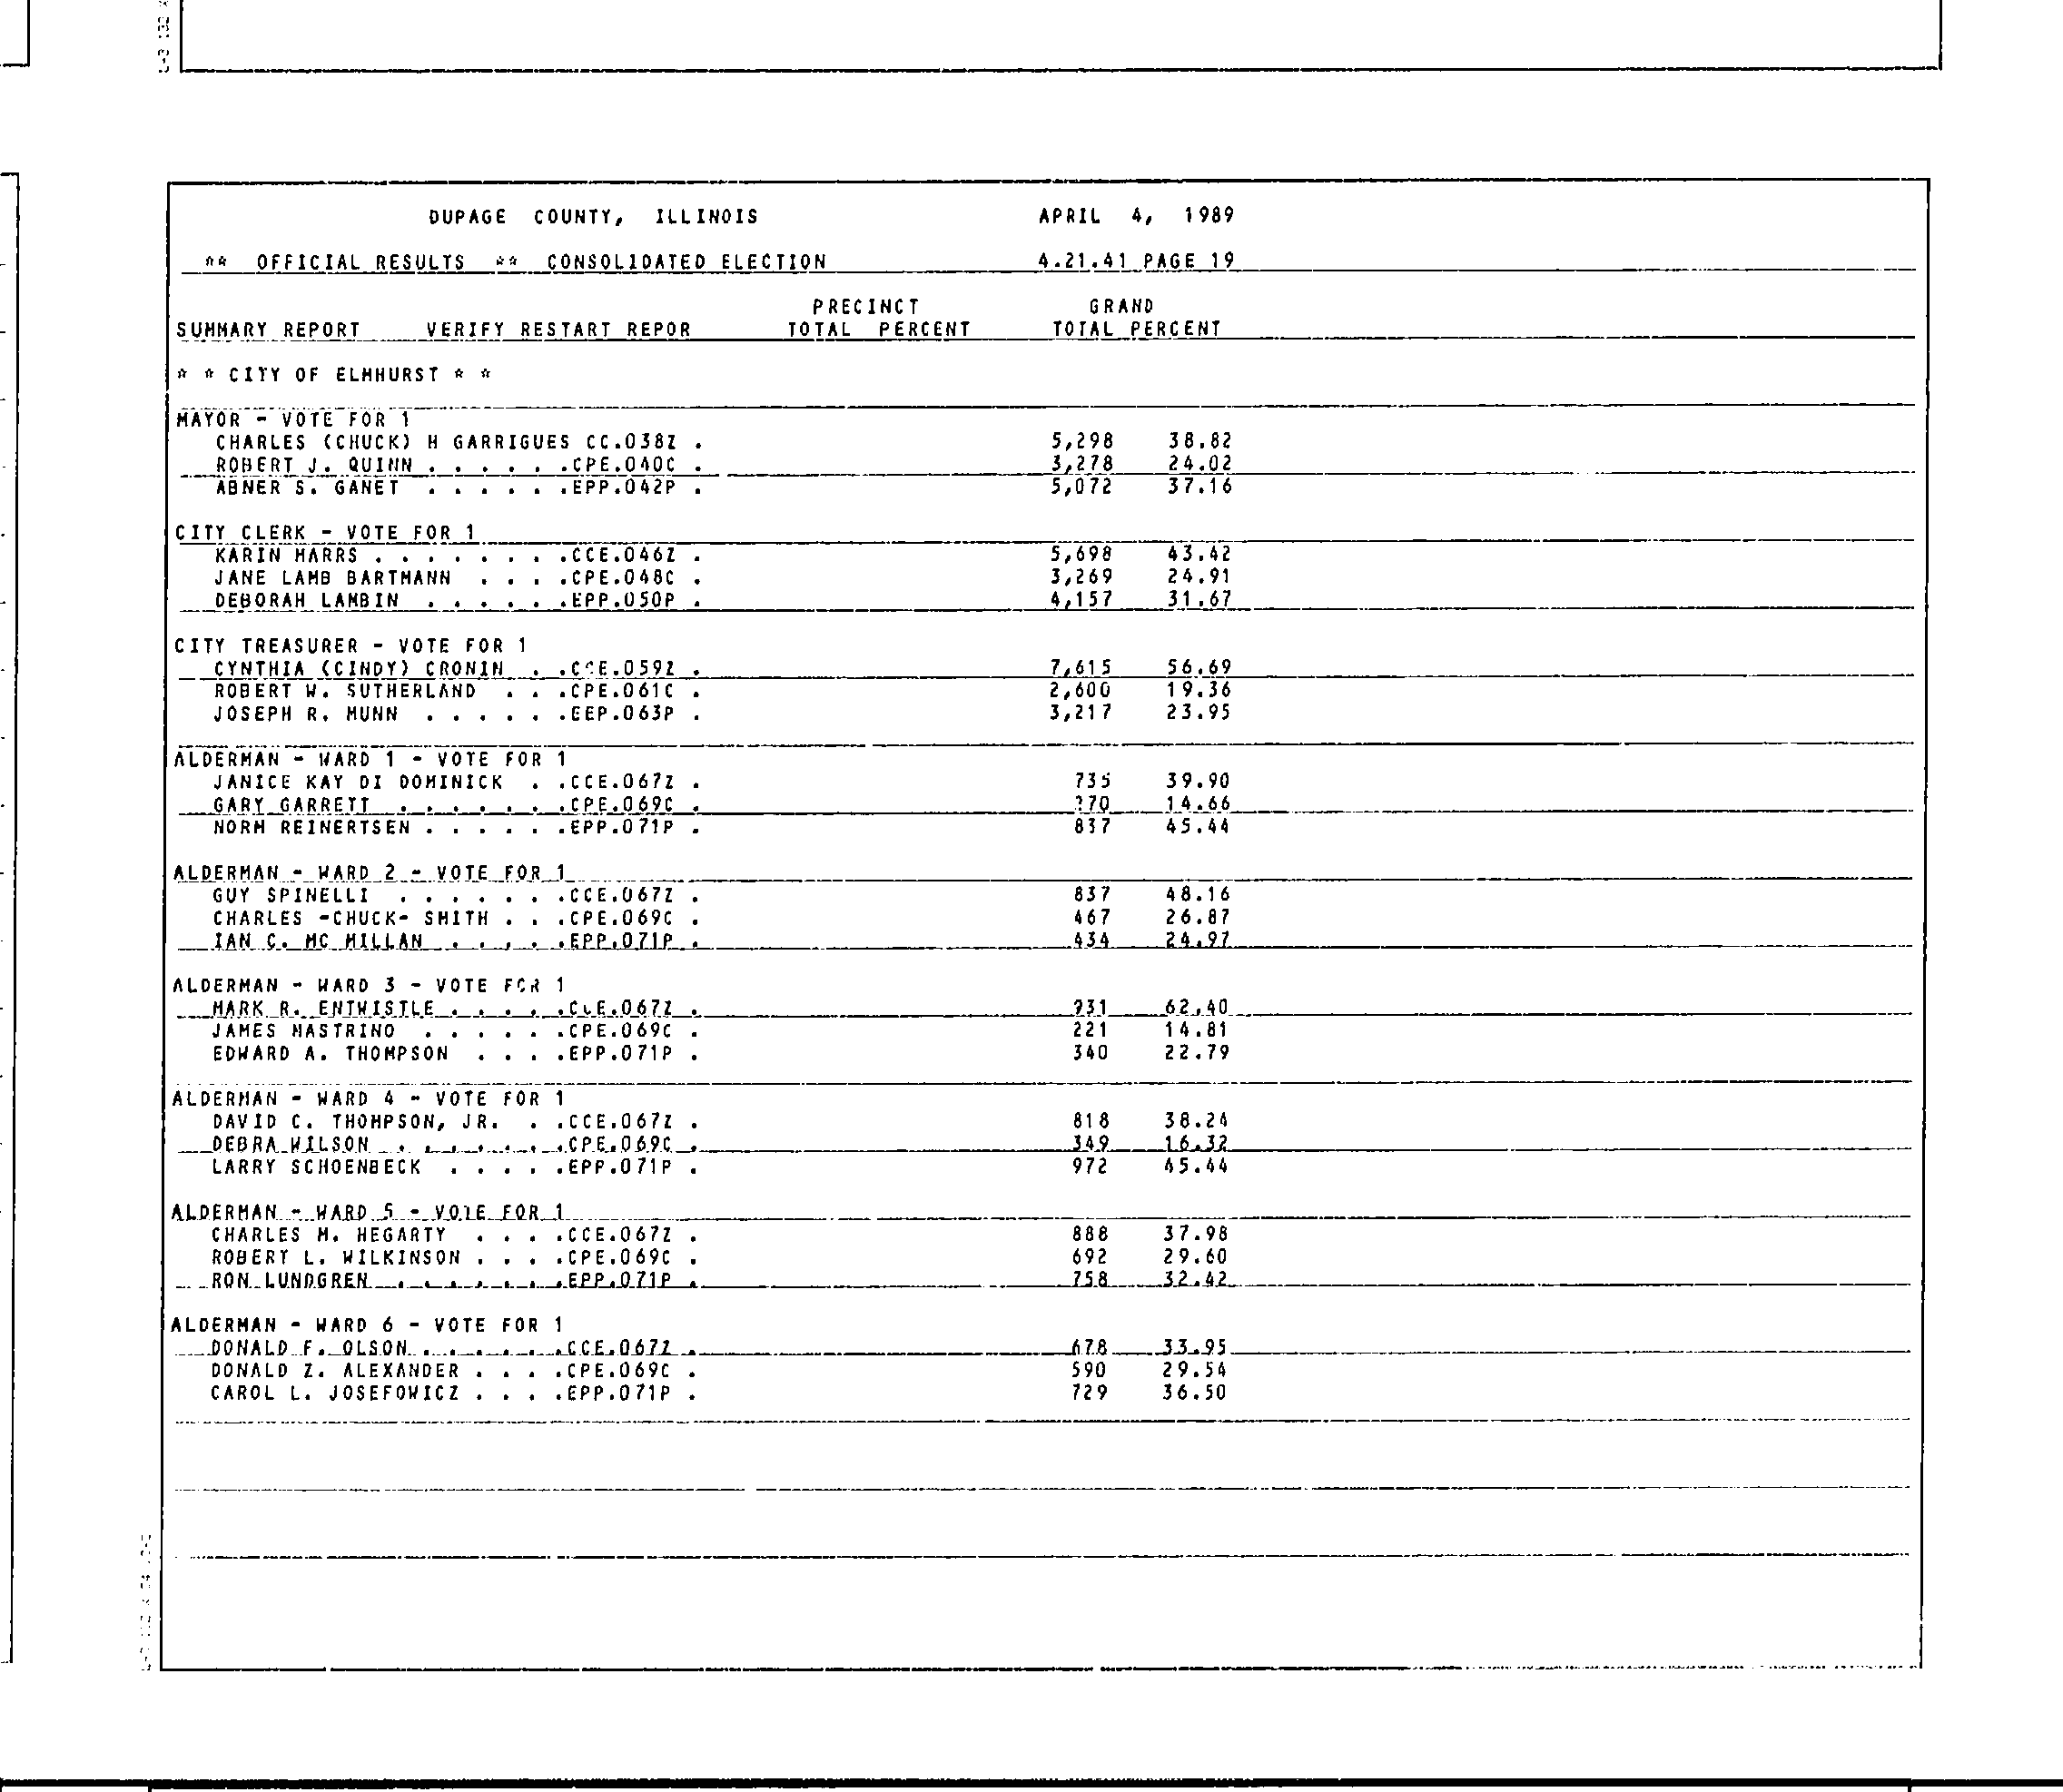 DUPAGE COUNTY, ILLINOIS APRIL 4, 1989
** OFFICIAL RESULTS ** CONSOLIDATED ELECTION 4.21.41 PAGE 19
PRECINCT GRAND
SUMMARY REPORT VERIFY RESTART REPOR TOTAL PERCENT TOTAL PERCENT
* * CITY OF ELMHURST * *
MAYOR - VOTE FOR 1
CHARLES (CHUCK) H GARRIGUES CC.038Z . 5,298 38.82
ROBERT J. QUINN . . . . . .CPE.040C . 3,278 24.02
ABNER S. GANET . . . . . .EPP.042P . 5,072 37.16
CITY CLERK - VOTE FOR 1
KARIN HARRS . . . . . . . .CCE.046Z . 5,698 43.42
JANE LAMB BARTMANN . . . .CPE.048C . 3,269 24.91
DEBORAH LAMBIN . . . . . .EPP.050P . 4,157 31.67
CITY TREASURER - VOTE FOR 1
CYNTHIA (CINDY) CRONIN . .CCE.059Z . 7,615 56.69
ROBERT W. SUTHERLAND . . .CPE.061C . 2,600 19.36
JOSEPH R. MUNN . . . . . .EEP.063P . 3,217 23.95
ALDERMAN - WARD 1 - VOTE FOR 1
JANICE KAY DI DOMINICK . .CCE.067Z . 735 39.90
GARY GARRETT . . . . . . .CPE.069C . 270 14.66
NORM REINERTSEN . . . . . .EPP.071P . 837 45.44
ALDERMAN - WARD 2 - VOTE FOR 1
GUY SPINELLI . . . . . . .CCE.067Z . 837 48.16
CHARLES -CHUCK- SMITH . . .CPE.069C . 467 26.87
IAN C. MC MILLAN . . . . .EPP.071P . 434 24.97
ALDERMAN - WARD 3 - VOTE FOR 1
MARK R. ENTWISTLE . . . . .CCE.067Z . 931 62.40
JAMES MASTRINO . . . . . .CPE.069C . 221 14.81
EDWARD A. THOMPSON . . . .EPP.071P . 340 22.79
ALDERMAN - WARD 4 - VOTE FOR 1
DAVID C. THOMPSON, JR. . .CCE.067Z . 818 38.24
DEBRA WILSON . . . . . . .CPE.069C . 349 16.32
LARRY SCHOENBECK . . . . .EPP.071P . 972 45.44
ALDERMAN - WARD 5 - VOTE FOR 1
CHARLES M. HEGARTY . . . .CCE.067Z . 888 37.98
ROBERT L. WILKINSON . . . .CPE.069C . 692 29.60
RON LUNDGREN . . . . . . .EPP.071P . 758 32.42
ALDERMAN - WARD 6 - VOTE FOR 1
DONALD F. OLSON . . . . . .CCE.067Z . 678 33.95
DONALD Z. ALEXANDER . . . .CPE.069C . 590 29.54
CAROL L. JOSEFOWICZ . . . .EPP.071P . 729 36.50